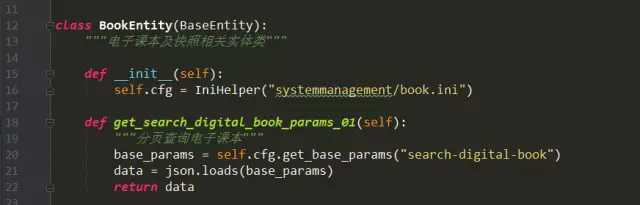 11
12 class BookEntity(BaseEntity):
13 """电子课本及快照相关实体类"""
14
15 def __init__(self):
16 self.cfg = IniHelper("systemmanagement/book.ini")
17
18 def get_search_digital_book_params_01(self):
19 """分页查询电子课本"""
20 base_params = self.cfg.get_base_params("search-digital-book")
21 data = json.loads(base_params)
22 return data